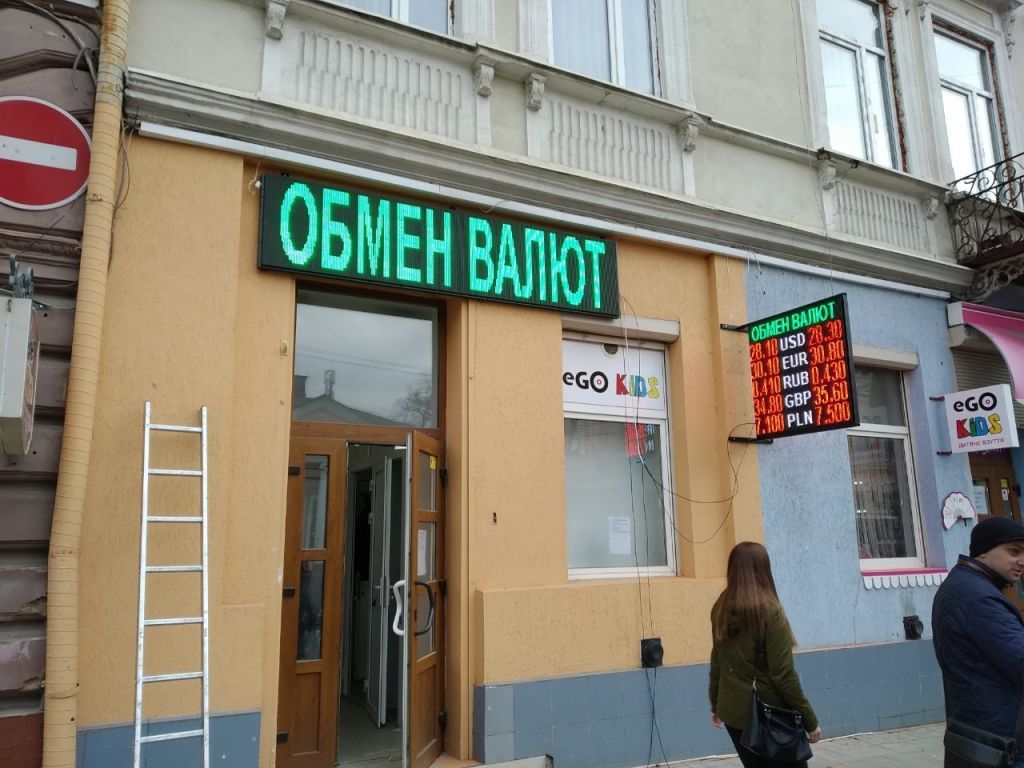 ОБМЕН ВАЛЮТ
ОБМЕН ВАЛЮТ
28.10 USD 28.30
30.10 EUR 30.80
0.410 RUB 0.430
34.80 GBP 35.60
7.100 PLN 7.500
eGO KIDS
eGO
KIDS
ДИТЯЧЕ ВЗУТТЯ